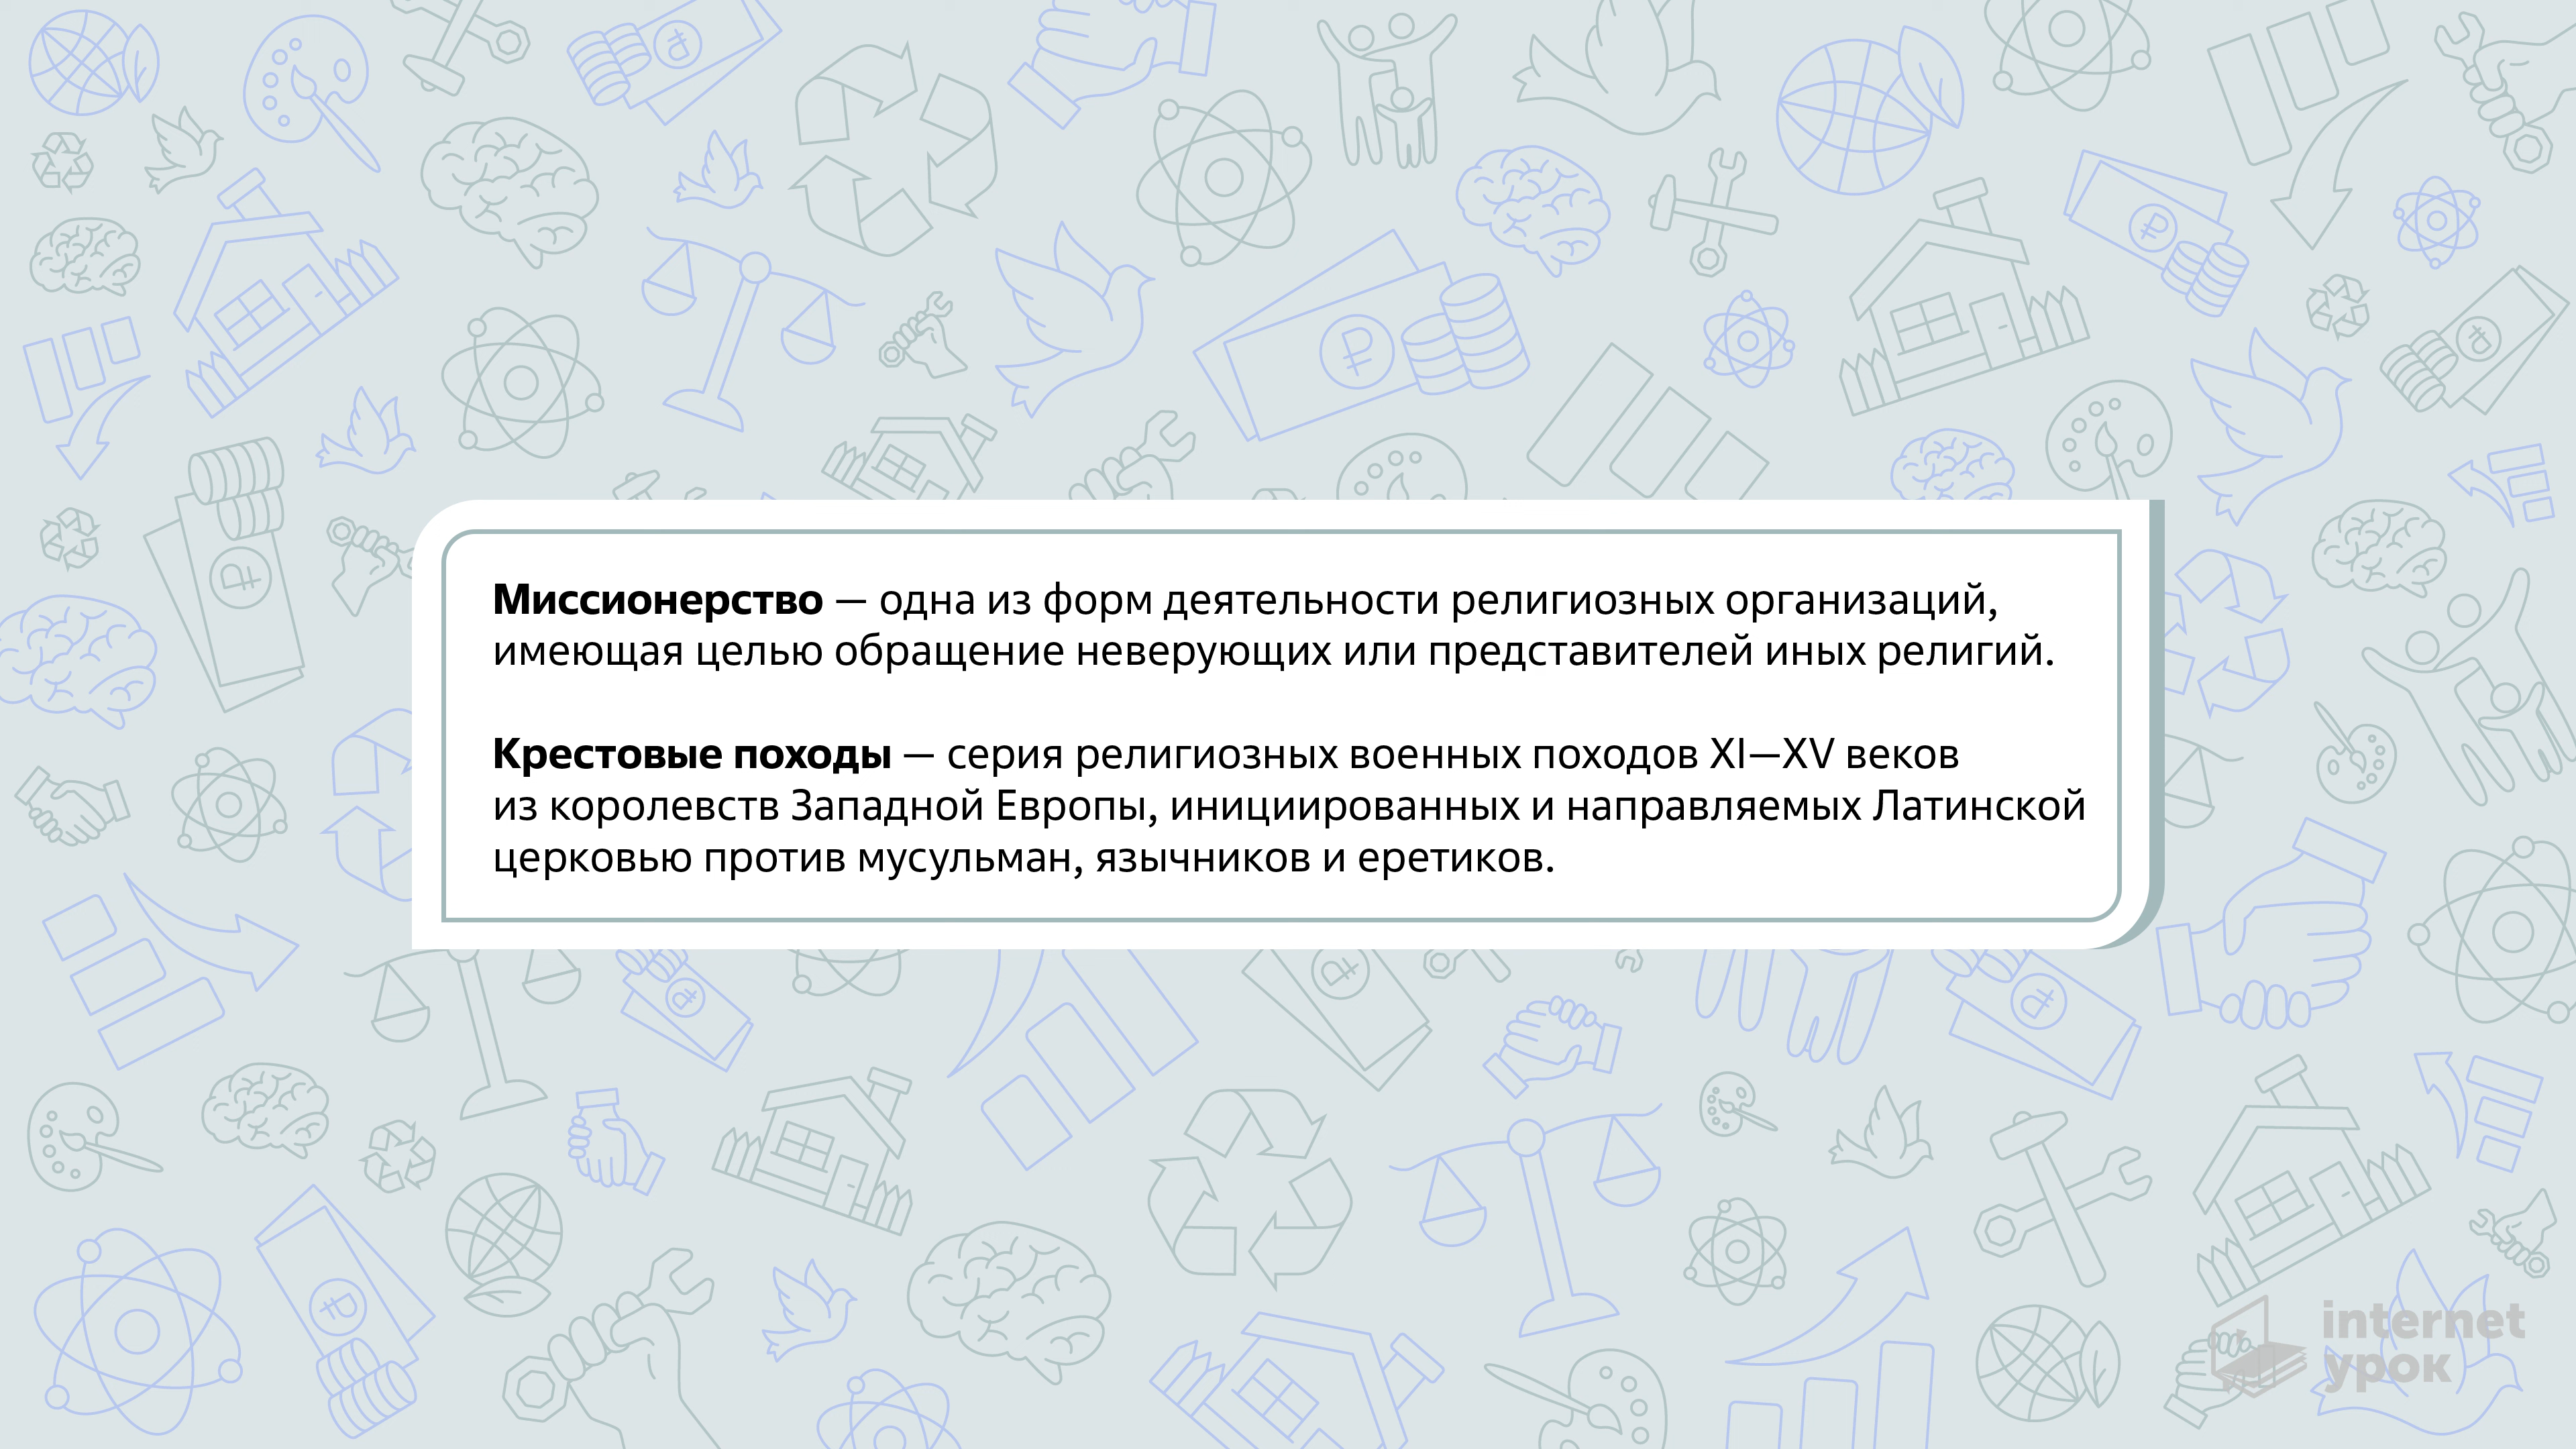 Миссионерство — одна из форм деятельности религиозных организаций,
имеющая целью обращение неверующих или представителей иных религий.
Крестовые походы — серия религиозных военных походов XI—XV веков
из королевств Западной Европы, инициированных и направляемых Латинской
церковью против мусульман, язычников и еретиков.
internet
урок